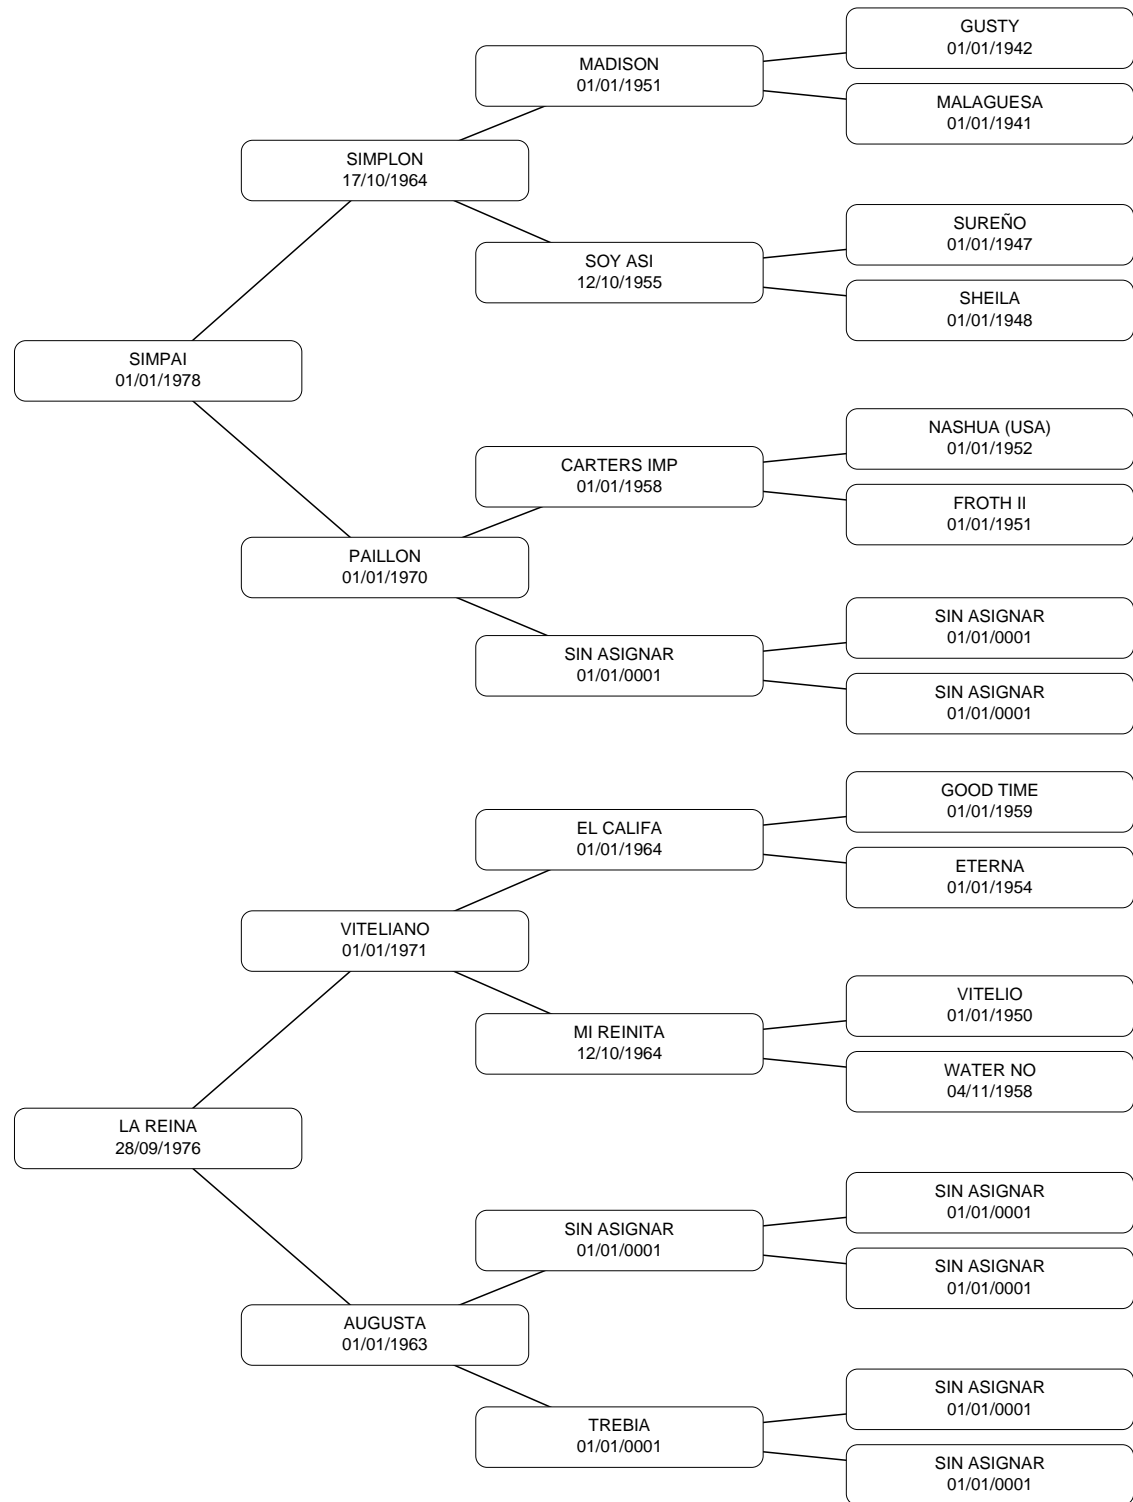 GUSTY
01/01/1942
MADISON
01/01/1951
MALAGUESA
01/01/1941
SIMPLON
17/10/1964
SUREÑO
01/01/1947
SOY ASI
12/10/1955
SHEILA
01/01/1948
SIMPAI
01/01/1978
NASHUA (USA)
01/01/1952
CARTERS IMP
01/01/1958
FROTH II
01/01/1951
PAILLON
01/01/1970
SIN ASIGNAR
01/01/0001
SIN ASIGNAR
01/01/0001
SIN ASIGNAR
01/01/0001
GOOD TIME
01/01/1959
EL CALIFA
01/01/1964
ETERNA
01/01/1954
VITELIANO
01/01/1971
VITELIO
01/01/1950
MI REINITA
12/10/1964
WATER NO
04/11/1958
LA REINA
28/09/1976
SIN ASIGNAR
01/01/0001
SIN ASIGNAR
01/01/0001
SIN ASIGNAR
01/01/0001
AUGUSTA
01/01/1963
SIN ASIGNAR
01/01/0001
TREBIA
01/01/0001
SIN ASIGNAR
01/01/0001